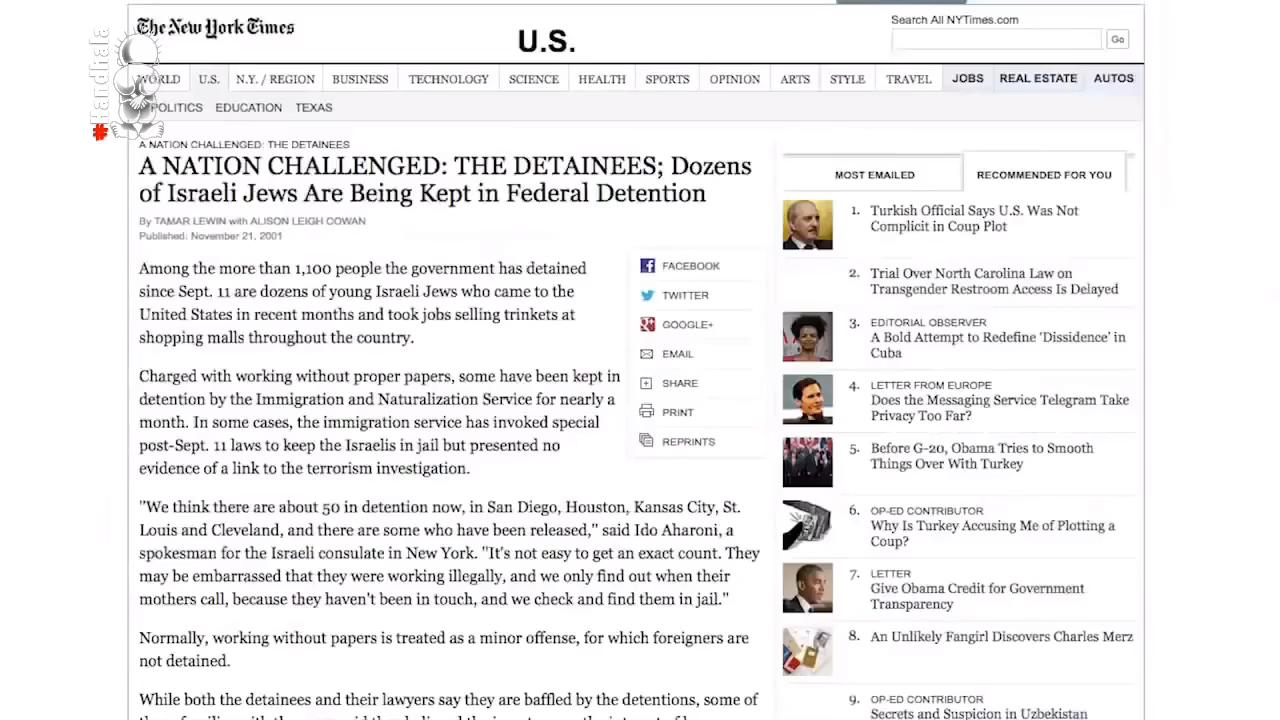 The New York Times
U.S.
Search All NYTimes.com
Go
#Handhala
WORLD U.S. N.Y. / REGION BUSINESS TECHNOLOGY SCIENCE HEALTH SPORTS OPINION ARTS STYLE TRAVEL JOBS REAL ESTATE AUTOS
POLITICS EDUCATION TEXAS
A NATION CHALLENGED: THE DETAINEES
A NATION CHALLENGED: THE DETAINEES; Dozens
of Israeli Jews Are Being Kept in Federal Detention
By TAMAR LEWIN with ALISON LEIGH COWAN
Published: November 21, 2001
Among the more than 1,100 people the government has detained
since Sept. 11 are dozens of young Israeli Jews who came to the
United States in recent months and took jobs selling trinkets at
shopping malls throughout the country.
Charged with working without proper papers, some have been kept in
detention by the Immigration and Naturalization Service for nearly a
month. In some cases, the immigration service has invoked special
post-Sept. 11 laws to keep the Israelis in jail but presented no
evidence of a link to the terrorism investigation.
"We think there are about 50 in detention now, in San Diego, Houston, Kansas City, St.
Louis and Cleveland, and there are some who have been released," said Ido Aharoni, a
spokesman for the Israeli consulate in New York. "It's not easy to get an exact count. They
may be embarrassed that they were working illegally, and we only find out when their
mothers call, because they haven't been in touch, and we check and find them in jail."
Normally, working without papers is treated as a minor offense, for which foreigners are
not detained.
While both the detainees and their lawyers say they are baffled by the detentions, some of
FACEBOOK
TWITTER
GOOGLE+
EMAIL
SHARE
PRINT
REPRINTS
MOST EMAILED RECOMMENDED FOR YOU
1. Turkish Official Says U.S. Was Not
Complicit in Coup Plot
2. Trial Over North Carolina Law on
Transgender Restroom Access Is Delayed
3. EDITORIAL OBSERVER
A Bold Attempt to Redefine 'Dissidence' in
Cuba
4. LETTER FROM EUROPE
Does the Messaging Service Telegram Take
Privacy Too Far?
5. Before G-20, Obama Tries to Smooth
Things Over With Turkey
6. OP-ED CONTRIBUTOR
Why Is Turkey Accusing Me of Plotting a
Coup?
7. LETTER
Give Obama Credit for Government
Transparency
8. An Unlikely Fangirl Discovers Charles Merz
9. OP-ED CONTRIBUTOR
Secrets and Suspicion in Uzbekistan